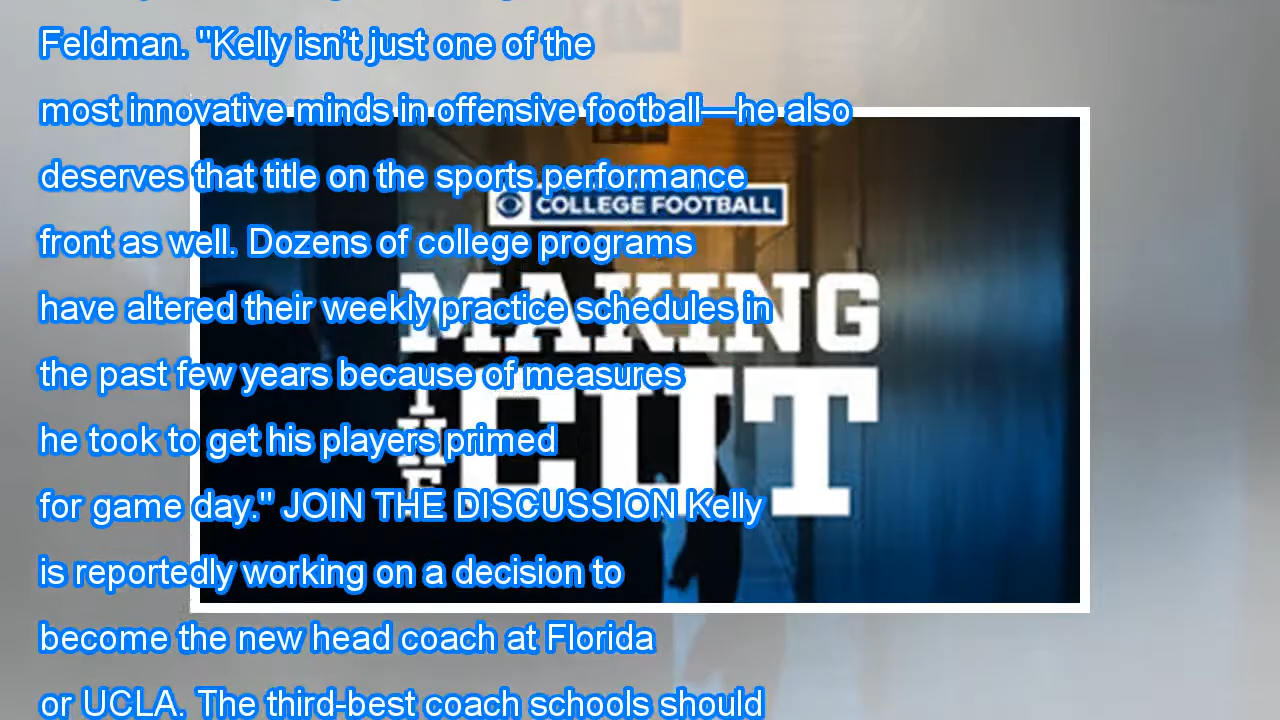 Feldman. "Kelly isn't just one of the
most innovative minds in offensive football—he also
deserves that title on the sports performance
COLLEGE FOOTBALL
front as well. Dozens of college programs
MAKING
have altered their weekly practice schedules in
the past few years because of measures
THE
CUT
he took to get his players primed
for game day." JOIN THE DISCUSSION Kelly
is reportedly working on a decision to
become the new head coach at Florida
or UCLA. The third-best coach schools should